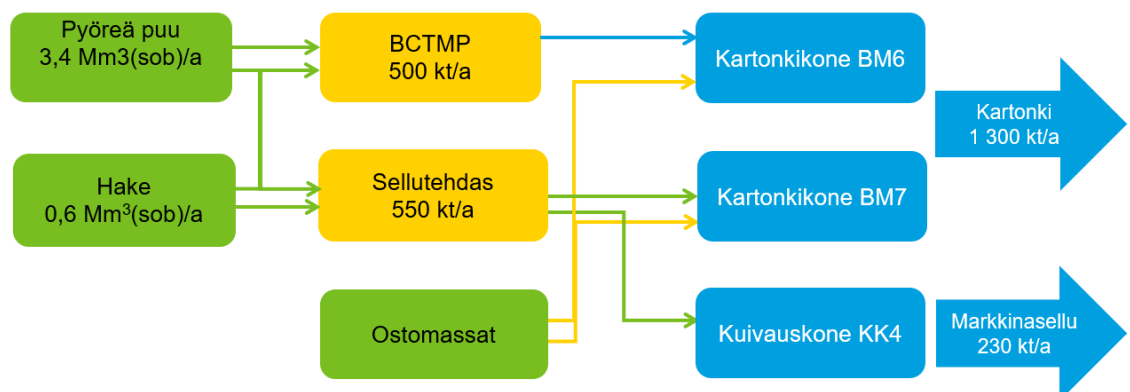 Pyöreä puu
3,4 Mm3(sob)/a
BCTMP
500 kt/a
Kartonkikone BM6
Kartonki
1 300 kt/a
Hake
0,6 Mm³(sob)/a
Sellutehdas
550 kt/a
Kartonkikone BM7
Ostomassat
Kuivauskone KK4
Markkinasellu
230 kt/a